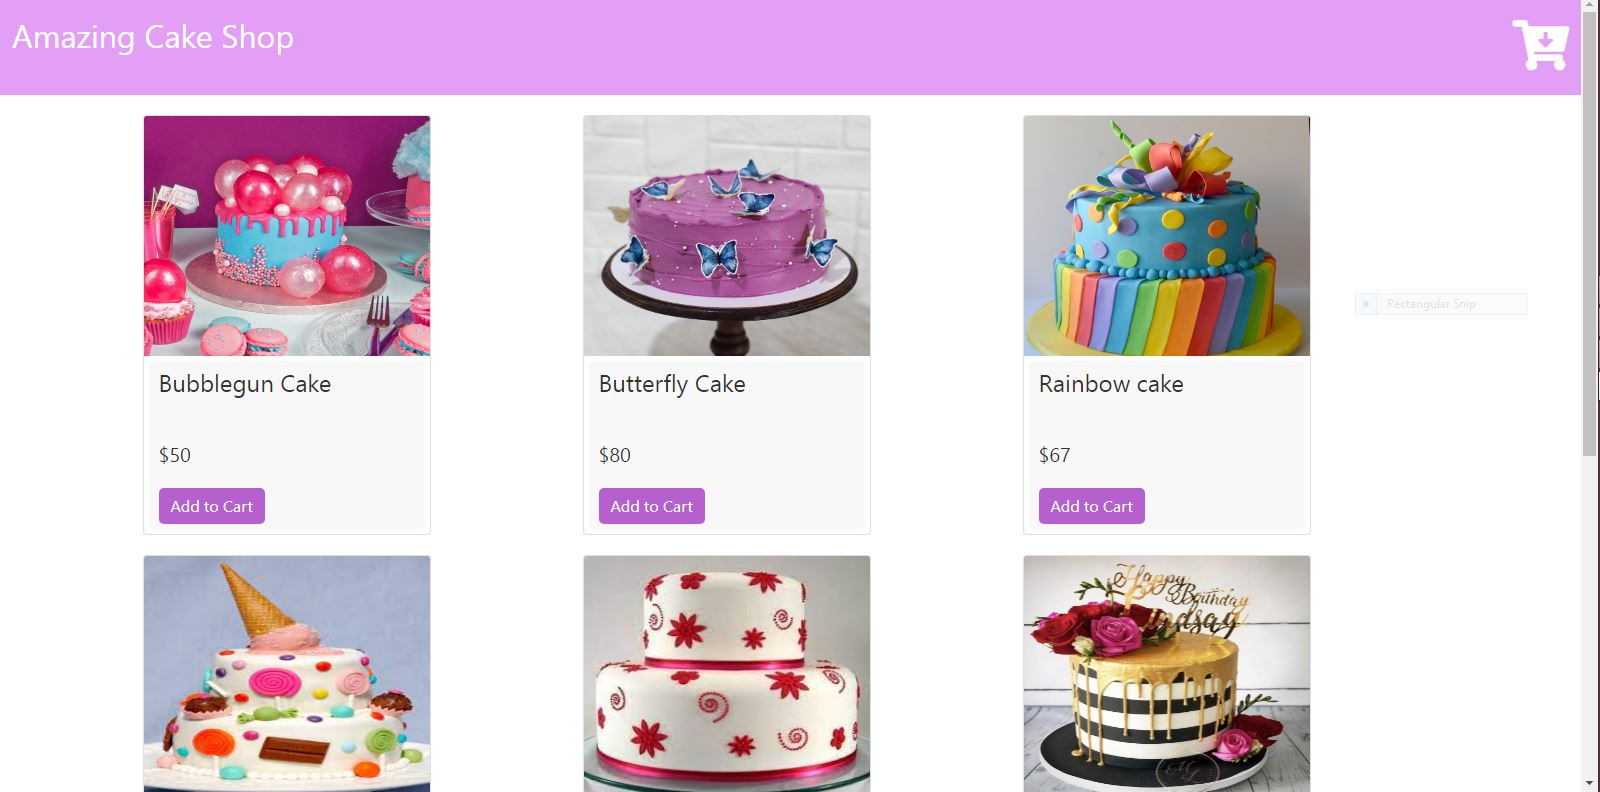 Amazing Cake Shop
Rectangular Snip
Bubblegun Cake
$50
Add to Cart
Butterfly Cake
$80
Add to Cart
Rainbow cake
$67
Add to Cart
Happy
Birthday
Lindsay